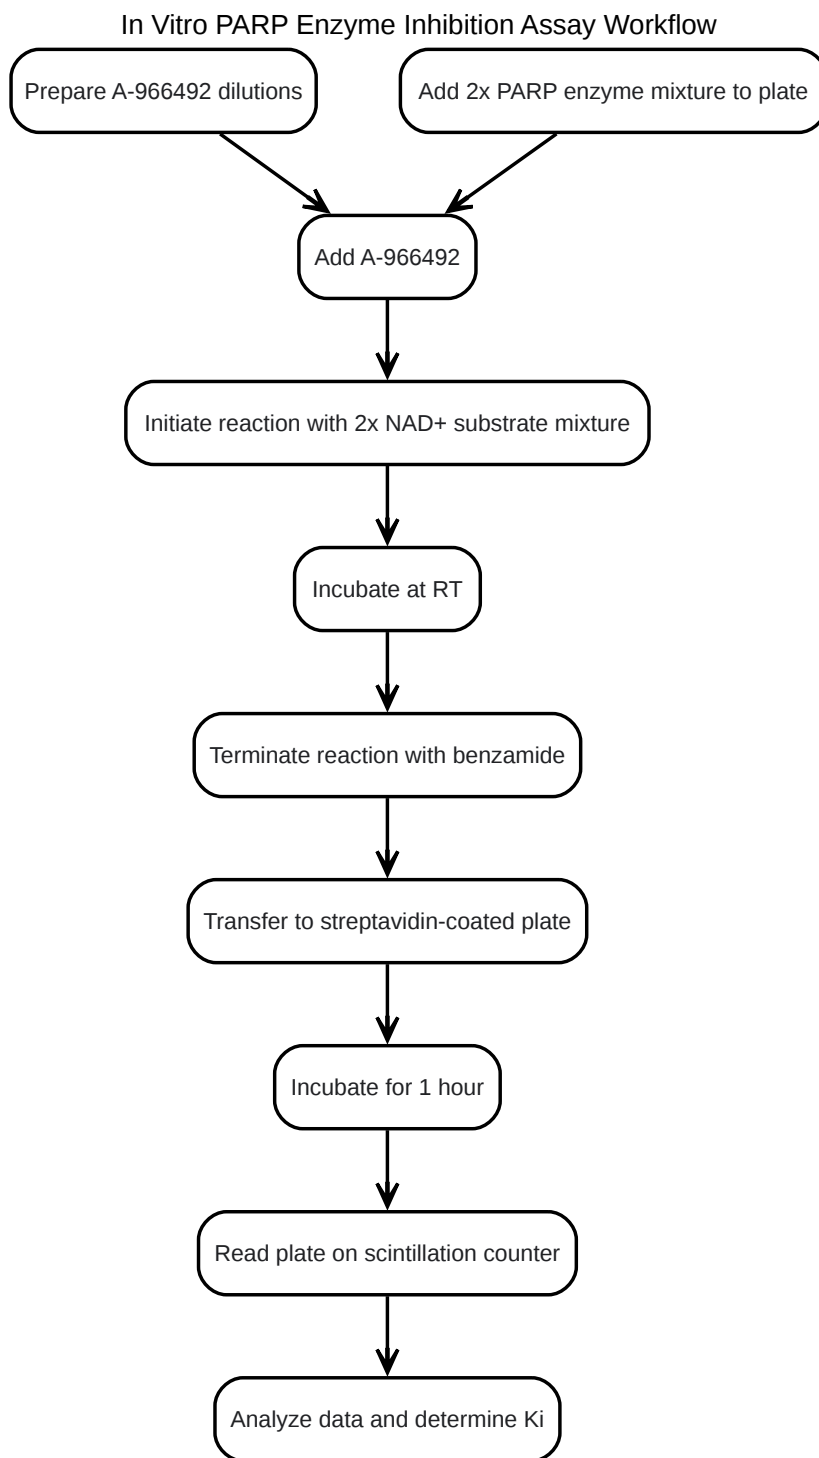 In Vitro PARP Enzyme Inhibition Assay Workflow
Prepare A-966492 dilutions
Add 2x PARP enzyme mixture to plate
Add A-966492
Initiate reaction with 2x NAD+ substrate mixture
Incubate at RT
Terminate reaction with benzamide
Transfer to streptavidin-coated plate
Incubate for 1 hour
Read plate on scintillation counter
Analyze data and determine Ki